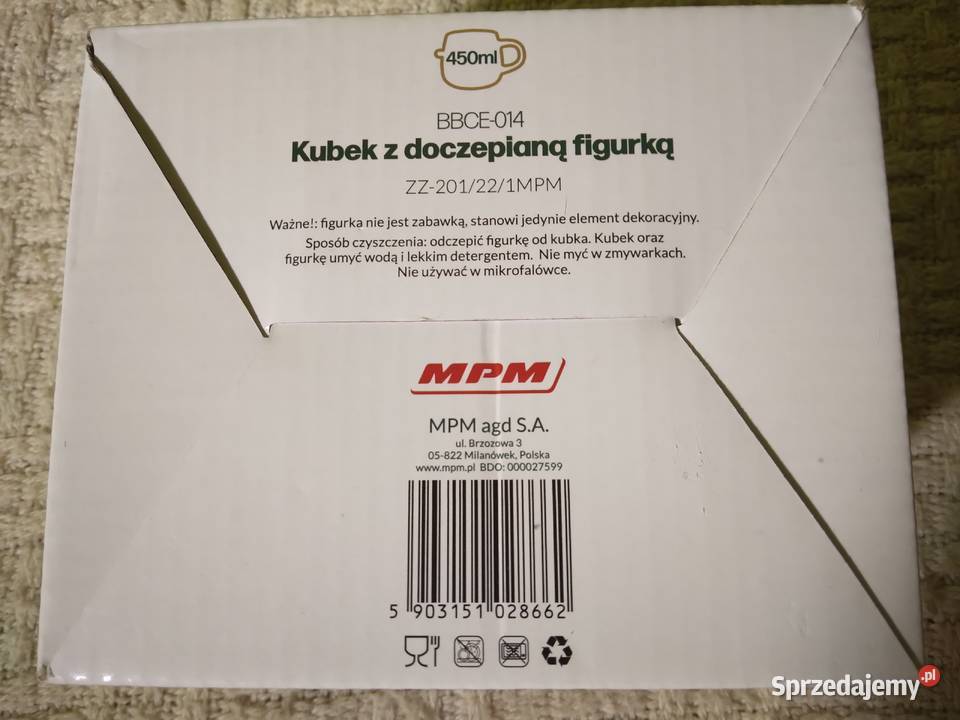 450ml
BBCE-014
Kubek z doczepianą figurką
ZZ-201/22/1MPM
Ważne!: figurka nie jest zabawką, stanowi jedynie element dekoracyjny.
Sposób czyszczenia: odczepić figurkę od kubka. Kubek oraz
figurkę umyć wodą i lekkim detergentem. Nie myć w zmywarkach.
Nie używać w mikrofalówce.
MPM
MPM agd S.A.
ul. Brzozowa 3
05-822 Milanówek, Polska
www.mpm.pl BDO: 000027599
5 903151 028662
Sprzedajemy.pl